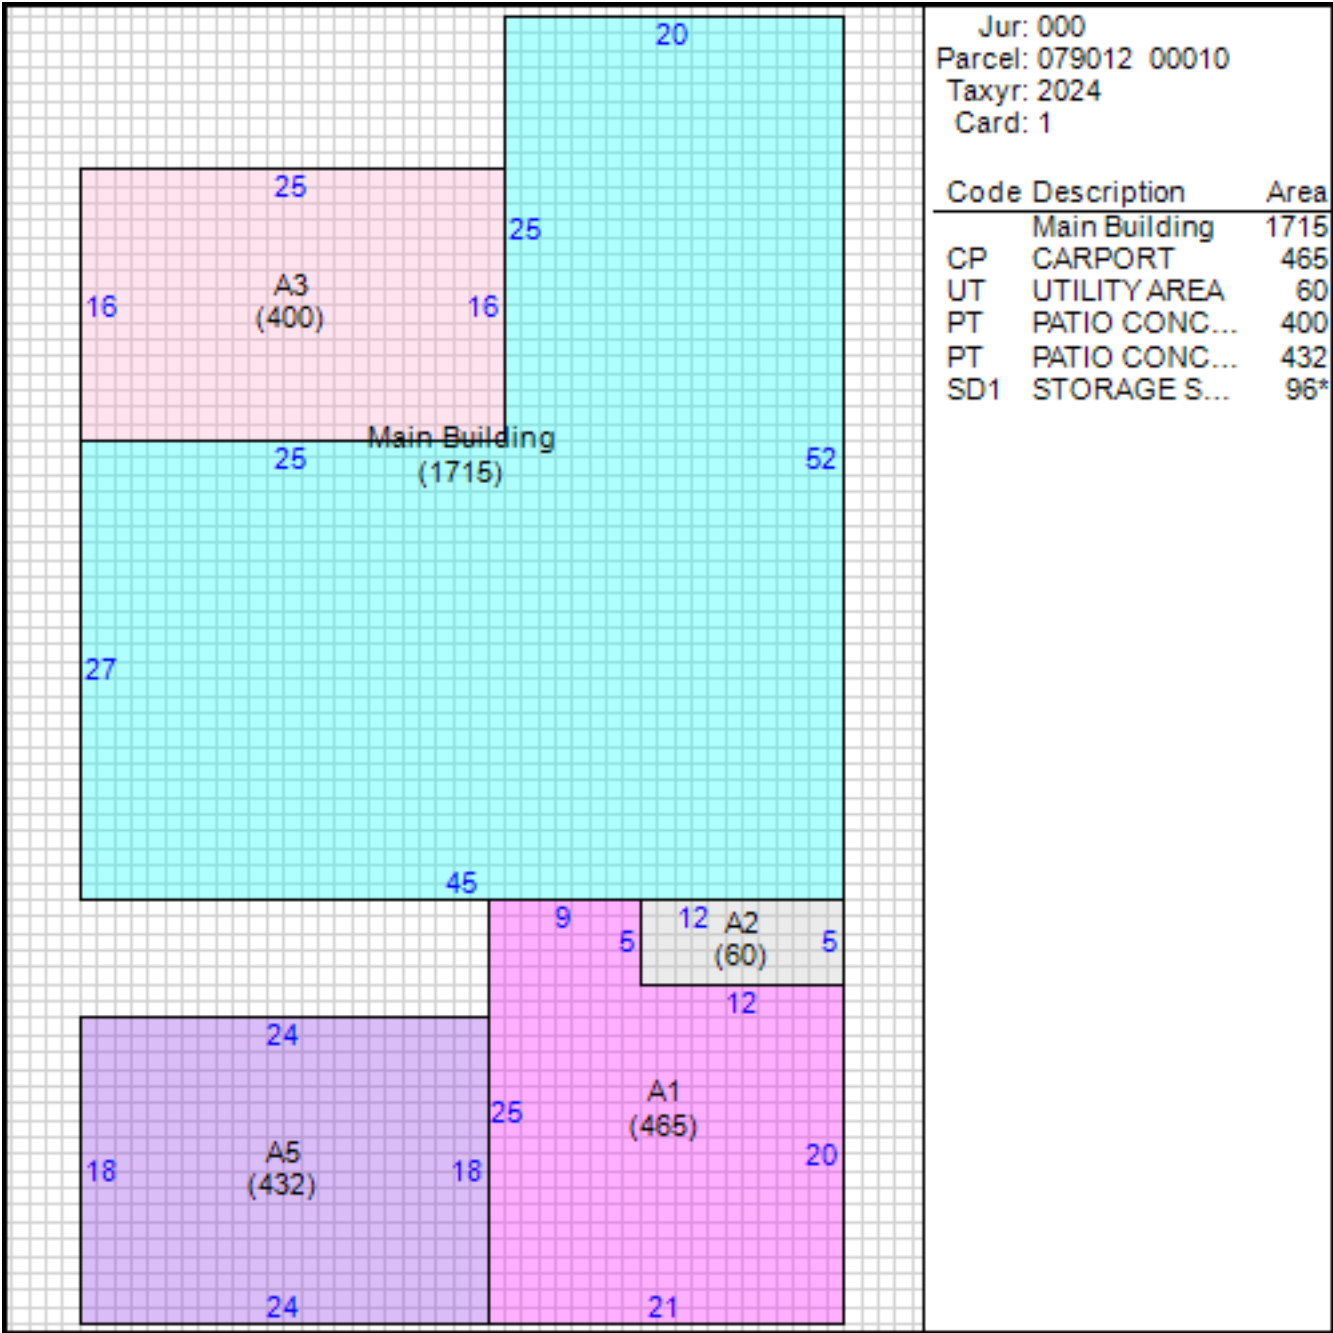 20
25
25
16
A3
(400)
16
Main Building
(1715)
25
52
27
45
9
5
12
A2
(60)
5
12
24
A1
(465)
25
20
A5
(432)
18
18
24
21
Jur: 000
Parcel: 079012 00010
Taxyr: 2024
Card: 1
Code Description Area
Main Building 1715
CP CARPORT 465
UT UTILITY AREA 60
PT PATIO CONC... 400
PT PATIO CONC... 432
SD1 STORAGE S... 96*